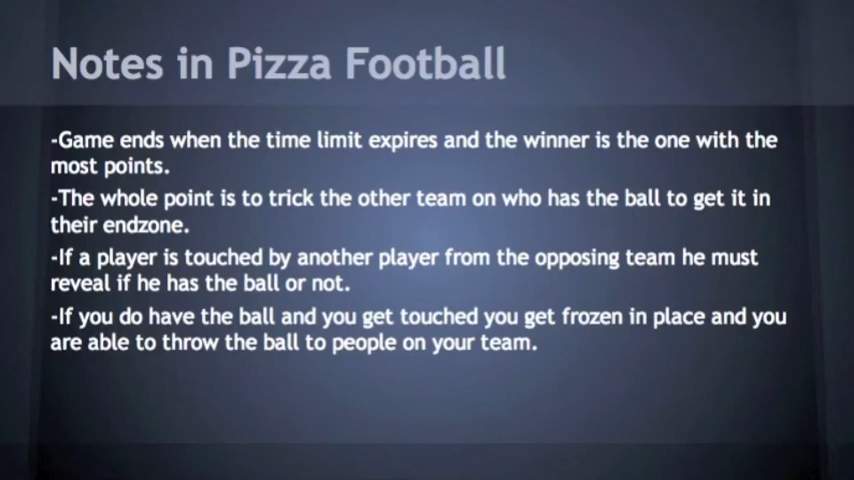 Notes in Pizza Football
-Game ends when the time limit expires and the winner is the one with the
most points.
-The whole point is to trick the other team on who has the ball to get it in
their endzone.
-If a player is touched by another player from the opposing team he must
reveal if he has the ball or not.
-If you do have the ball and you get touched you get frozen in place and you
are able to throw the ball to people on your team.